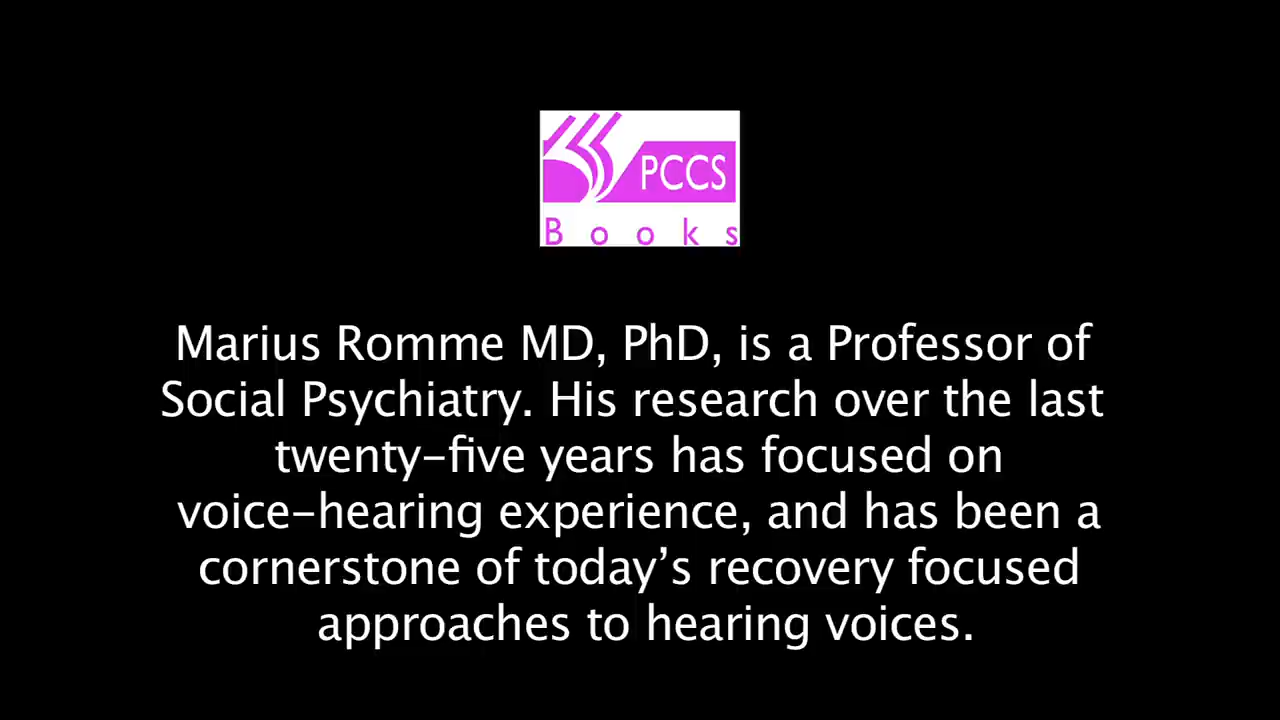 PCCS
Books
Marius Romme MD, PhD, is a Professor of
Social Psychiatry. His research over the last
twenty-five years has focused on
voice-hearing experience, and has been a
cornerstone of today’s recovery focused
approaches to hearing voices.